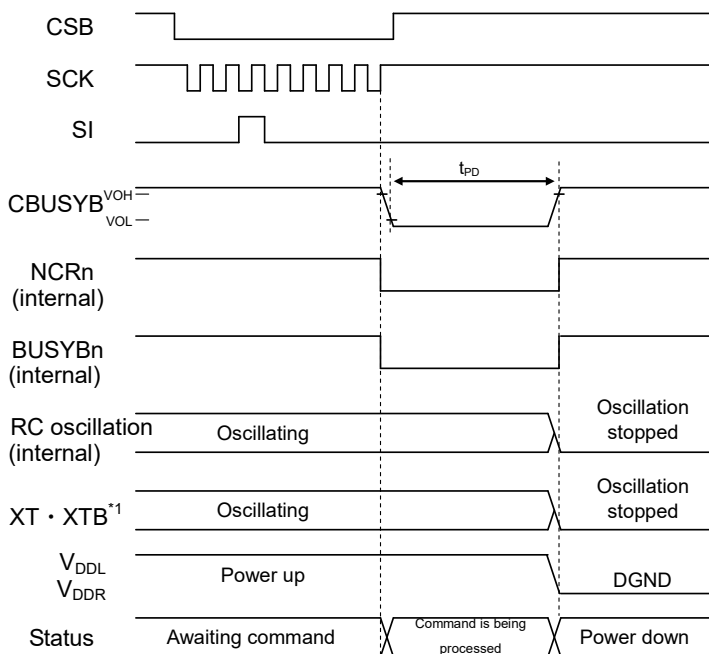 CSB
SCK
SI
tPD
CBUSYB VOH
VOL
NCRn
(internal)
BUSYBn
(internal)
RC oscillation
(internal)
Oscillating
Oscillation
stopped
XT・XTB*1
Oscillating
Oscillation
stopped
VDDL
VDDR
Power up
DGND
Status
Awaiting command
Command is being
processed
Power down